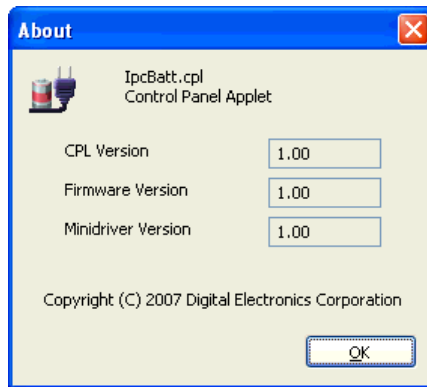 About
IpcBatt.cpl
Control Panel Applet
CPL Version 1.00
Firmware Version 1.00
Minidriver Version 1.00
Copyright (C) 2007 Digital Electronics Corporation
OK